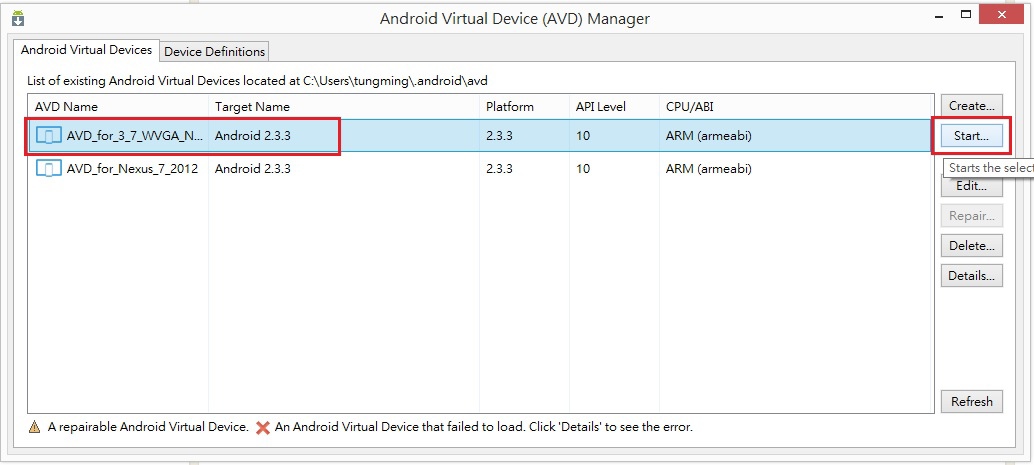 Android Virtual Device (AVD) Manager
Android Virtual Devices Device Definitions
List of existing Android Virtual Devices located at C:\Users\tungming\.android\avd
AVD Name Target Name Platform API Level CPU/ABI
AVD_for_3_7_WVGA_N... Android 2.3.3 2.3.3 10 ARM (armeabi)
AVD_for_Nexus_7_2012 Android 2.3.3 2.3.3 10 ARM (armeabi)
Create...
Start...
Starts the select
Edit...
Repair...
Delete...
Details...
Refresh
A repairable Android Virtual Device. An Android Virtual Device that failed to load. Click 'Details' to see the error.